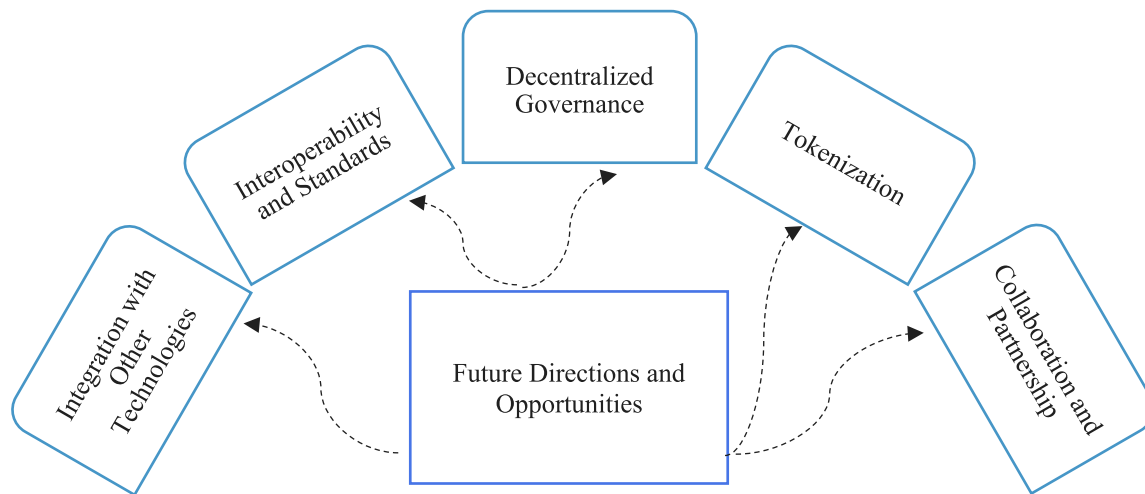 Decentralized
Governance
Interoperability
and Standards
Tokenization
Integration with
Other
Technologies
Collaboration and
Partnership
Future Directions and
Opportunities